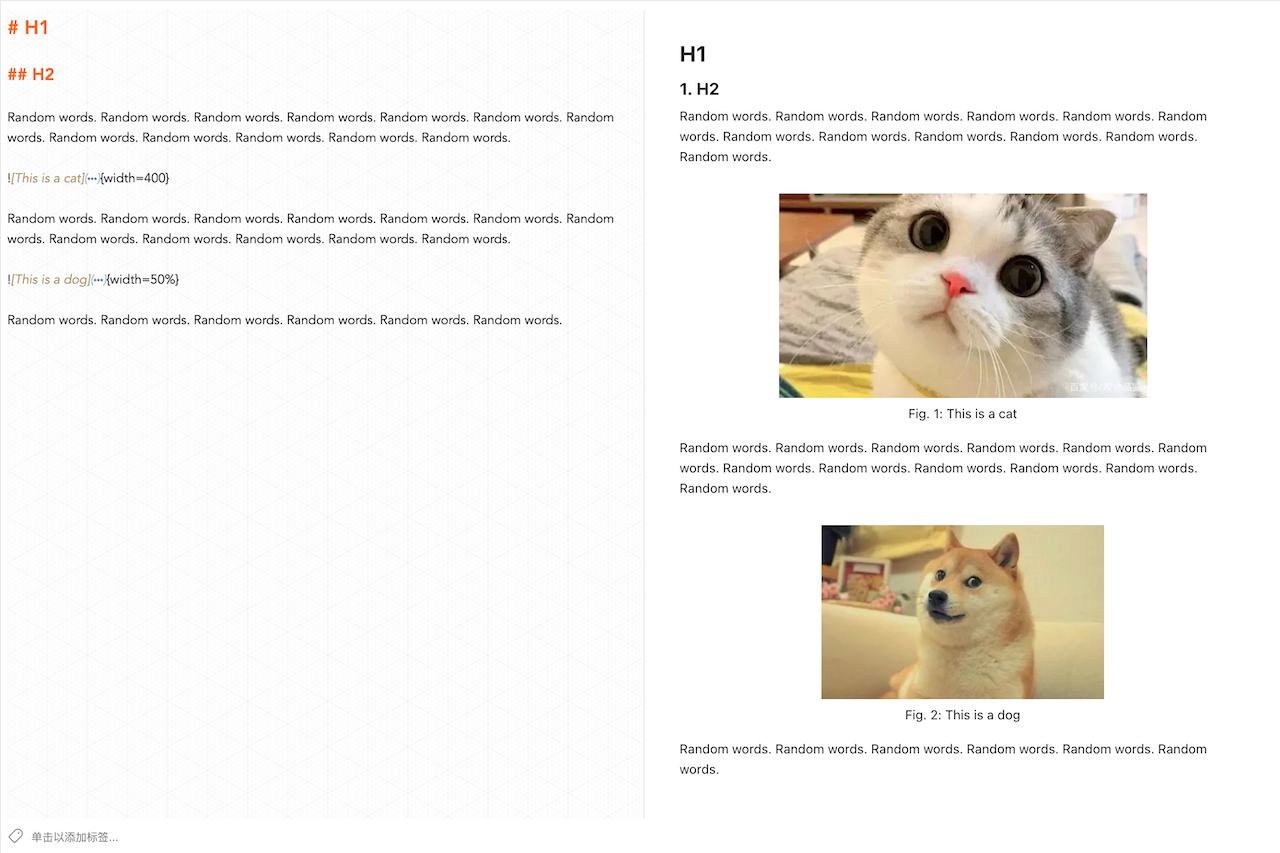 # H1
## H2
Random words. Random words. Random words. Random words. Random words. Random words. Random
words. Random words. Random words. Random words. Random words. Random words.
![This is a cat](•••){width=400}
Random words. Random words. Random words. Random words. Random words. Random words. Random
words. Random words. Random words. Random words. Random words. Random words.
![This is a dog](•••){width=50%}
Random words. Random words. Random words. Random words. Random words. Random words.
单击以添加标签...
H1
1. H2
Random words. Random words. Random words. Random words. Random words. Random
words. Random words. Random words. Random words. Random words. Random words.
Random words.
Fig. 1: This is a cat
Random words. Random words. Random words. Random words. Random words. Random
words. Random words. Random words. Random words. Random words. Random words.
Random words.
Fig. 2: This is a dog
Random words. Random words. Random words. Random words. Random words. Random
words.